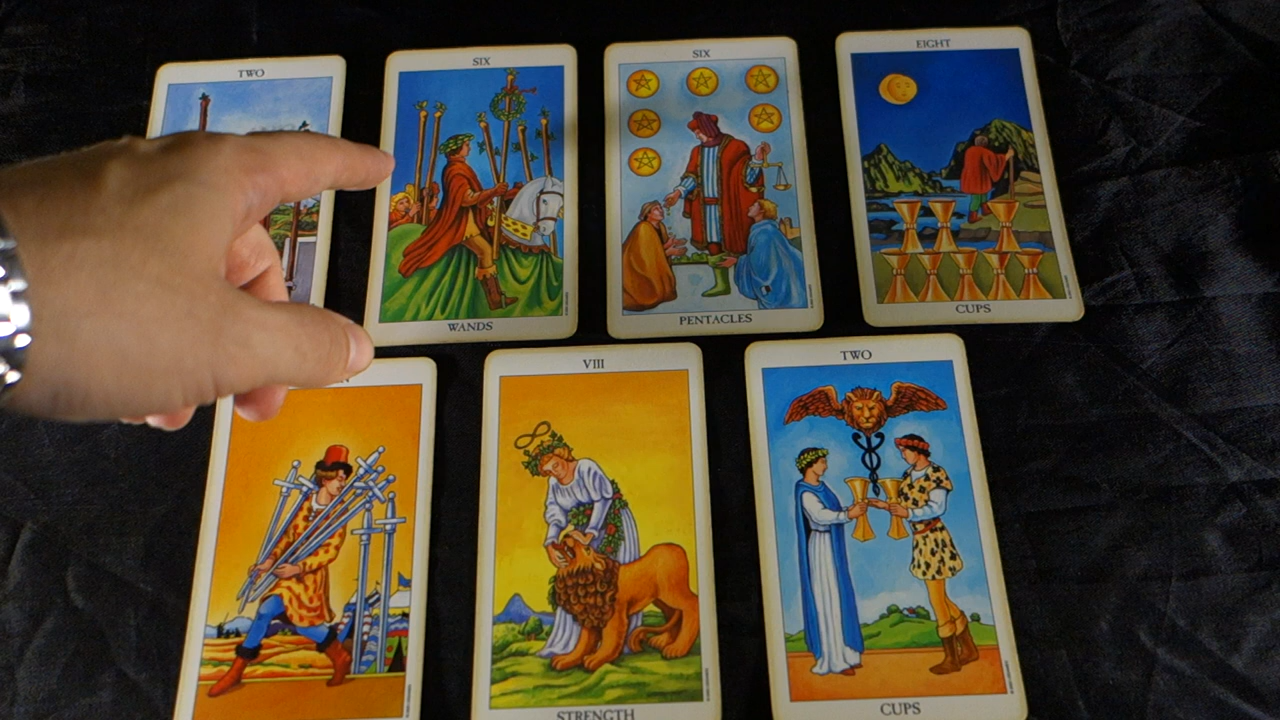 TWO
SIX
WANDS
SIX
PENTACLES
EIGHT
CUPS
VIII
STRENGTH
TWO
CUPS